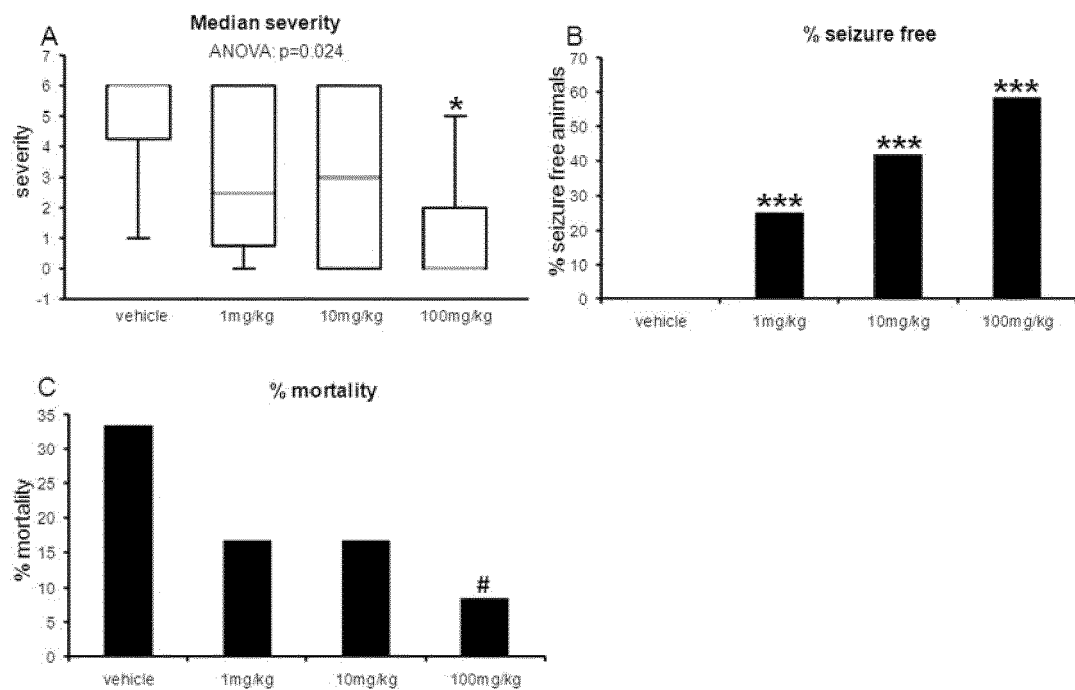 A
Median severity
ANOVA: p=0.024
severity
7
6
5
4
3
2
1
0
-1
*
vehicle 1mg/kg 10mg/kg 100mg/kg
B
% seizure free
% seizure free animals
70
60
50
40
30
20
10
0
***
***
***
vehicle 1mg/kg 10mg/kg 100mg/kg
C
% mortality
% mortality
35
30
25
20
15
10
5
0
#
vehicle 1mg/kg 10mg/kg 100mg/kg